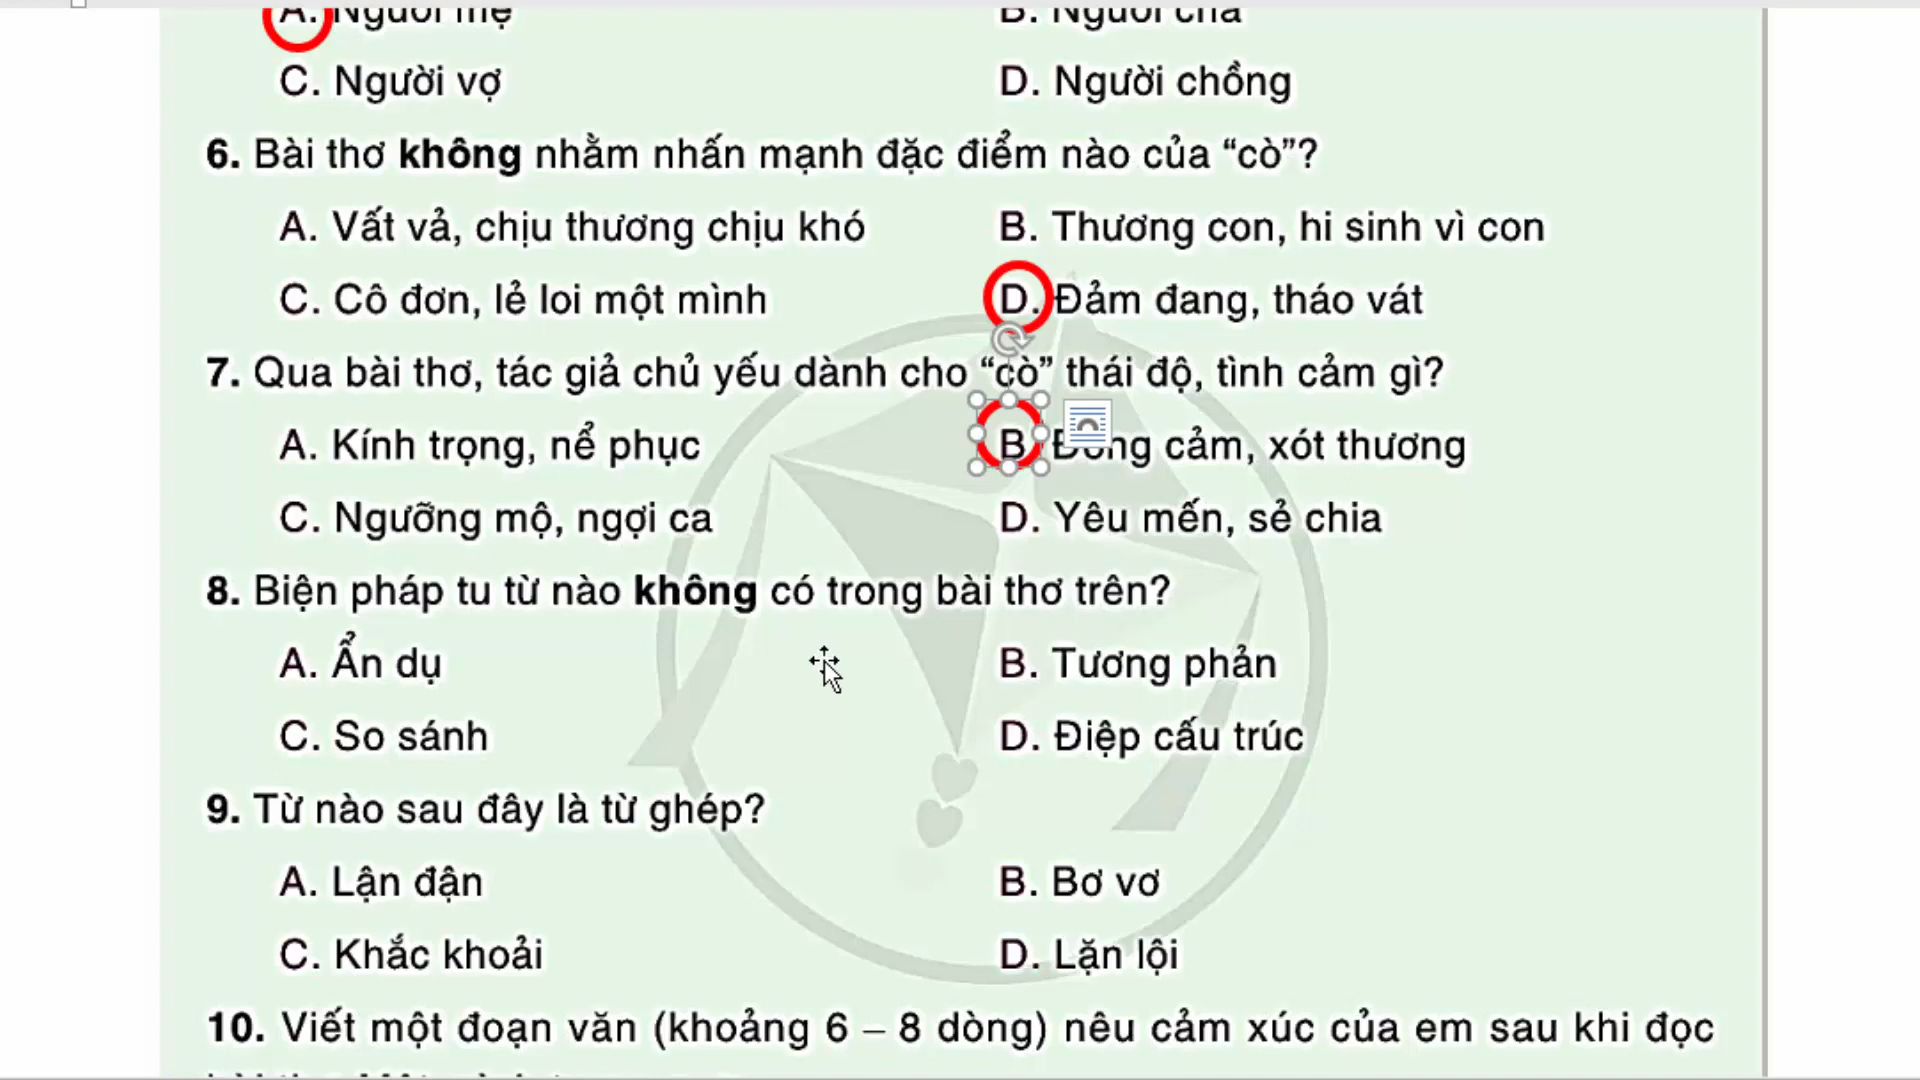 A. Người mẹ B. Người cha
C. Người vợ D. Người chồng
6. Bài thơ không nhằm nhấn mạnh đặc điểm nào của “cò”?
A. Vất vả, chịu thương chịu khó B. Thương con, hi sinh vì con
C. Cô đơn, lẻ loi một mình D. Đảm đang, tháo vát
7. Qua bài thơ, tác giả chủ yếu dành cho “cò” thái độ, tình cảm gì?
A. Kính trọng, nể phục B. Đồng cảm, xót thương
C. Ngưỡng mộ, ngợi ca D. Yêu mến, sẻ chia
8. Biện pháp tu từ nào không có trong bài thơ trên?
A. Ẩn dụ B. Tương phản
C. So sánh D. Điệp cấu trúc
9. Từ nào sau đây là từ ghép?
A. Lận đận B. Bơ vơ
C. Khắc khoải D. Lặn lội
10. Viết một đoạn văn (khoảng 6 – 8 dòng) nêu cảm xúc của em sau khi đọc